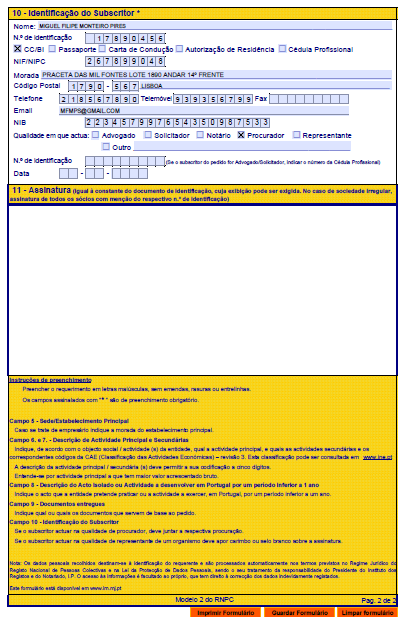 10 - Identificação do Subscritor *
Nome: MIGUEL FILIPE MONTEIRO PIRES
N.º de identificação 17890456
CC/BI Passaporte Carta de Condução Autorização de Residência Cédula Profissional
NIF/NIPC 267899048
Morada PRACETA DAS MIL FONTES LOTE 1890 ANDAR 14º FRENTE
Código Postal 1790 - 567 LISBOA
Telefone 218567890 Telemóvel 939356799 Fax
Email MFMPS@GMAIL.COM
NIB 223457997654350987533
Qualidade em que actua: Advogado Solicitador Notário Procurador Representante
Outro
N.º de identificação (Se o subscritor do pedido for Advogado/Solicitador, indicar o número da Cédula Profissional)
Data - -
11 - Assinatura (Igual à constante do documento de identificação, cuja exibição pode ser exigida. No caso de sociedade irregular,
assinatura de todos os sócios com menção do respectivo n.º de identificação)
Instruções de preenchimento
Preencher o requerimento em letras maiúsculas, sem emendas, rasuras ou entrelinhas.
Os campos assinalados com "*" são de preenchimento obrigatório.
Campo 5 - Sede/Estabelecimento Principal
Caso se trate de empresário indique a morada do estabelecimento principal.
Campo 6. e 7. - Descrição de Actividade Principal e Secundárias
Indique, de acordo com o objecto social / actividade (s) da entidade, qual a actividade principal, e quais as actividades secundárias e os
correspondentes códigos da CAE (Classificação das Actividades Económicas) – revisão 3. Esta classificação pode ser consultada em www.ine.pt
A descrição da actividade principal / secundária (s) deve permitir a sua codificação a cinco dígitos.
Entende-se por actividade principal a que tem maior valor acrescentado bruto.
Campo 8 - Descrição do Acto Isolado ou Actividade a desenvolver em Portugal por um período inferior a 1 ano
Indique o acto que a entidade pretende praticar ou a actividade a exercer, em Portugal, por um período inferior a um ano.
Campo 9 - Documentos entregues
Indique qual ou quais os documentos que servem de base ao pedido.
Campo 10 - Identificação do Subscritor
Se o subscritor actuar na qualidade de procurador, deve juntar a respectiva procuração.
Se o subscritor actuar na qualidade de representante de um organismo deve apor carimbo ou selo branco sobre a assinatura.
Nota: Os dados pessoais recolhidos destinam-se à identificação do requerente e são processados automaticamente nos termos previstos no Regime Jurídico do
Registo Nacional de Pessoas Colectivas e na Lei da Protecção de Dados Pessoais, sendo o seu tratamento da responsabilidade do Presidente do Instituto dos
Registos e do Notariado, I.P. O acesso às informações é facultado ao próprio, que tem direito à correcção dos dados indevidamente registados.
Este formulário está disponível em www.irn.mj.pt
Modelo 2 do RNPC Pag. 2 de 2
Imprimir Formulário Guardar Formulário Limpar formulário